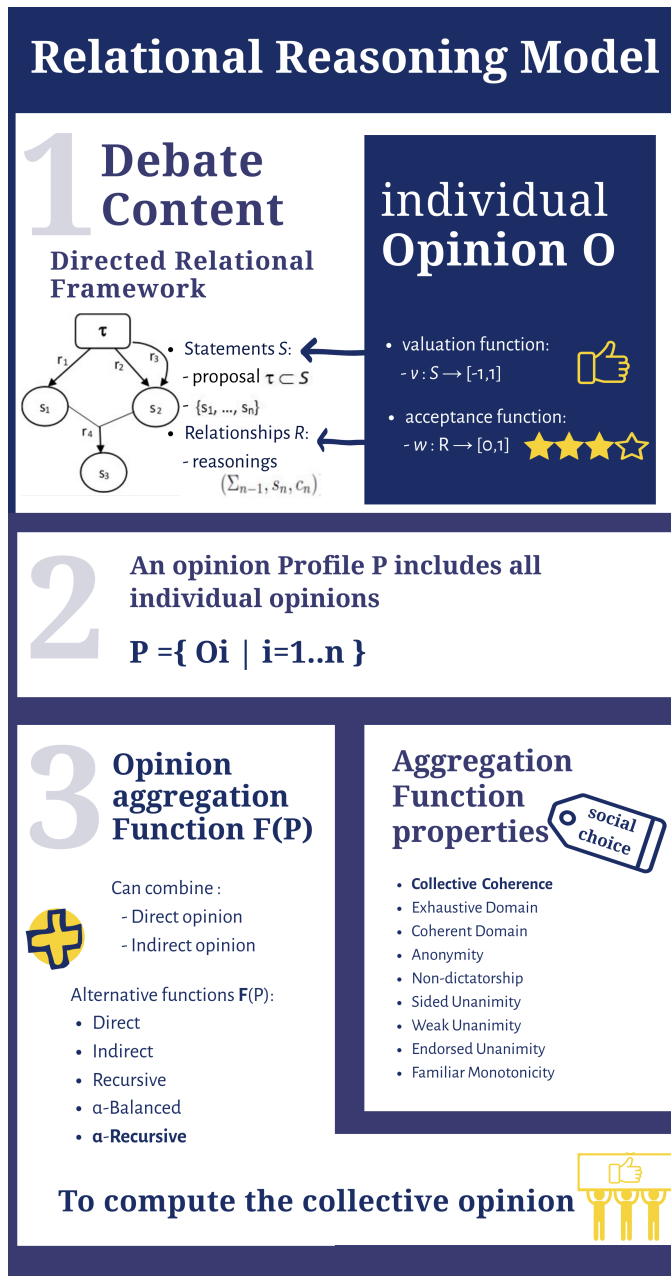 Relational Reasoning Model
1
Debate
Content
Directed Relational
Framework
τ
r1
r2
r3
s1
s2
r4
s3
• Statements S:
- proposal τ ⊂ S
- {s1, ..., sn}
• Relationships R:
- reasonings
(Σn−1, sn, cn)
individual
Opinion O
• valuation function:
- v : S → [-1,1]
• acceptance function:
- w : R → [0,1]
2
An opinion Profile P includes all
individual opinions
P ={ Oi | i=1..n }
3
Opinion
aggregation
Function F(P)
Can combine :
- Direct opinion
- Indirect opinion
Alternative functions F(P):
• Direct
• Indirect
• Recursive
• α-Balanced
• α-Recursive
Aggregation
Function
properties
social
choice
• Collective Coherence
• Exhaustive Domain
• Coherent Domain
• Anonymity
• Non-dictatorship
• Sided Unanimity
• Weak Unanimity
• Endorsed Unanimity
• Familiar Monotonicity
To compute the collective opinion